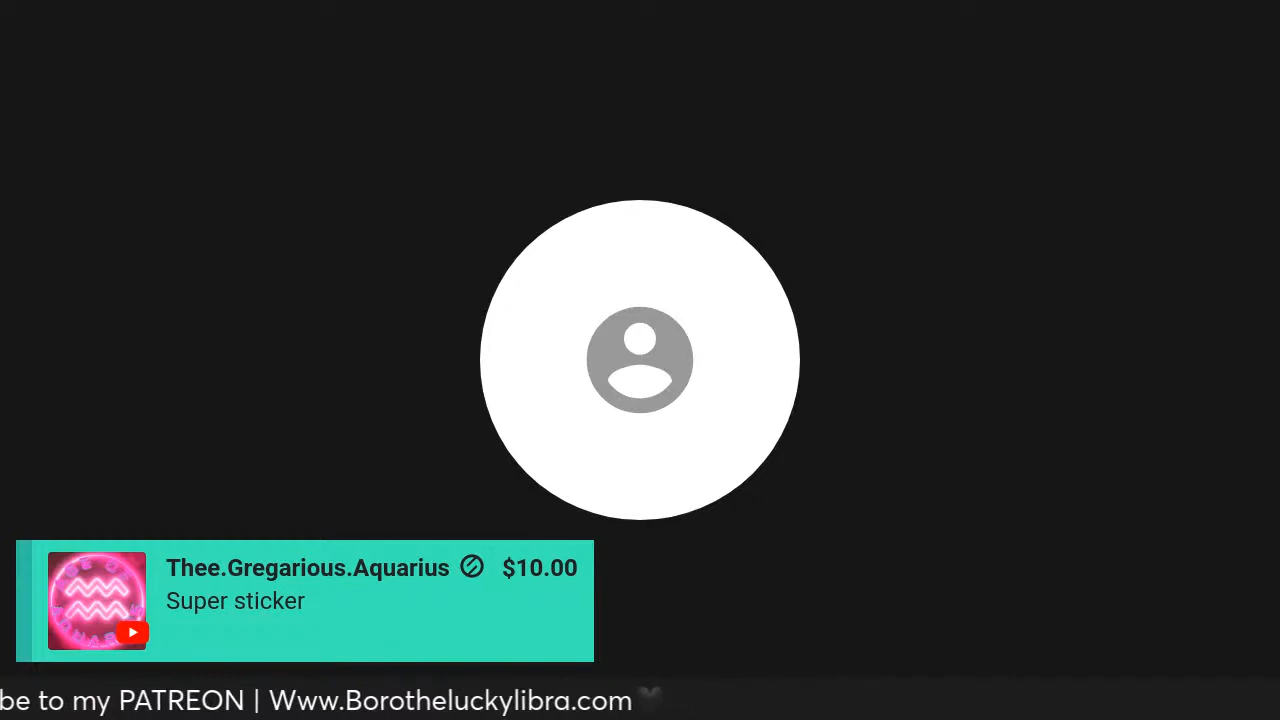 Thee.Gregarious.Aquarius $10.00
Super sticker
be to my PATREON | Www.Borotheluckylibra.com🖤